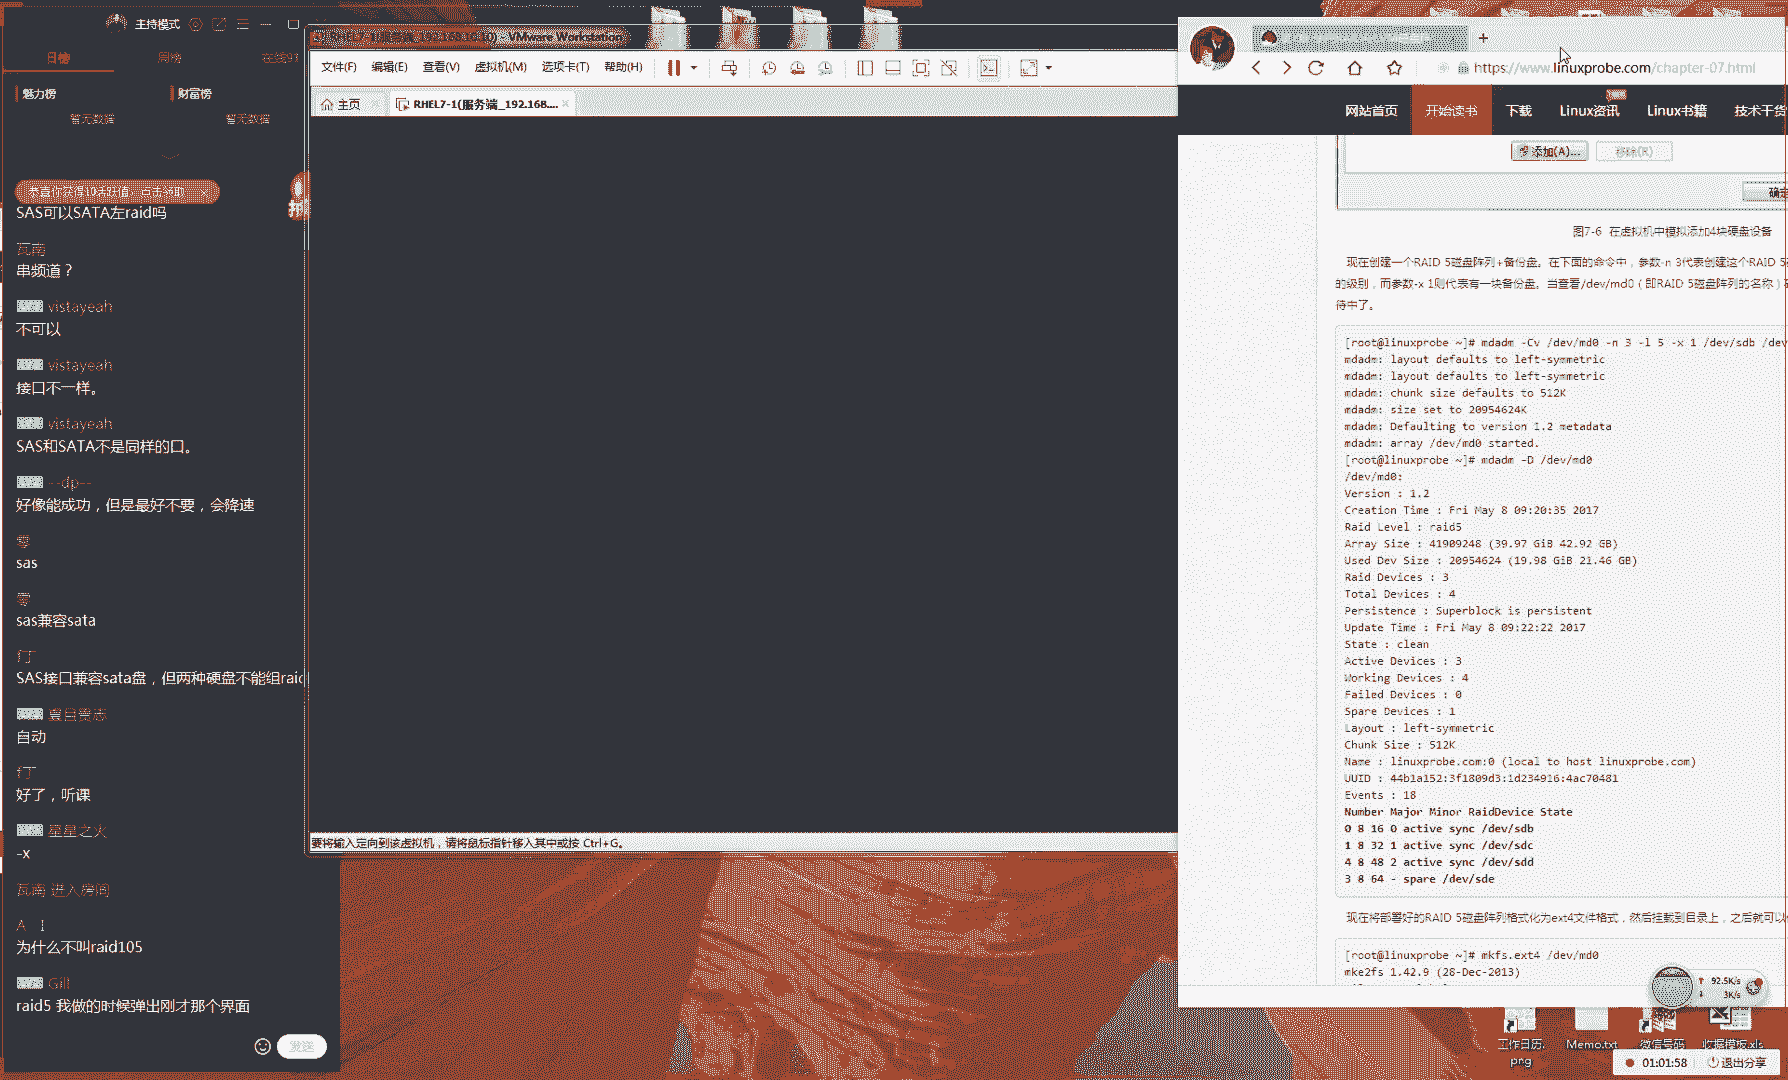 主持模式
日榜
周榜
在线91
魅力榜
财富榜
暂无数据
暂无数据
恭喜你获得10活跃值，点击领取
SAS可以SATA左raid吗
瓦南
串频道？
vistayeah
不可以
vistayeah
接口不一样。
vistayeah
SAS和SATA不是同样的口。
--dp--
好像能成功，但是最好不要，会降速
零
sas
零
sas兼容sata
SAS接口兼容sata盘，但两种硬盘不能组raid
夏目贵志
自动
好了，听课
星星之火
-x
瓦南 进入房间
A
为什么不叫raid105
Gill
raid5 我做的时候弹出刚才那个界面
发送
RHEL7-1(服务端_192.168.10.10) - VMware Workstation
文件(F) 编辑(E) 查看(V) 虚拟机(M) 选项卡(T) 帮助(H)
主页
RHEL7-1(服务端_192.168....
要将输入定向到该虚拟机，请将鼠标指针移入其中或按 Ctrl+G。
https://www.linuxprobe.com/chapter-07.html
网站首页 开始读书 下载 Linux资讯 Linux书籍 技术干货
添加(A)...
移除(R)
确定
图7-6 在虚拟机中模拟添加4块硬盘设备
现在创建一个RAID 5磁盘阵列+备份盘。在下面的命令中，参数-n 3代表创建这个RAID 5
的级别，而参数-x 1则代表有一块备份盘。当查看/dev/md0（即RAID 5磁盘阵列的名称）
待中了。
[root@linuxprobe ~]# mdadm -Cv /dev/md0 -n 3 -l 5 -x 1 /dev/sdb /dev
mdadm: layout defaults to left-symmetric
mdadm: layout defaults to left-symmetric
mdadm: chunk size defaults to 512K
mdadm: size set to 20954624K
mdadm: Defaulting to version 1.2 metadata
mdadm: array /dev/md0 started.
[root@linuxprobe ~]# mdadm -D /dev/md0
/dev/md0:
Version : 1.2
Creation Time : Fri May 8 09:20:35 2017
Raid Level : raid5
Array Size : 41909248 (39.97 GiB 42.92 GB)
Used Dev Size : 20954624 (19.98 GiB 21.46 GB)
Raid Devices : 3
Total Devices : 4
Persistence : Superblock is persistent
Update Time : Fri May 8 09:22:22 2017
State : clean
Active Devices : 3
Working Devices : 4
Failed Devices : 0
Spare Devices : 1
Layout : left-symmetric
Chunk Size : 512K
Name : linuxprobe.com:0 (local to host linuxprobe.com)
UUID : 44b1a152:3f1809d3:1d234916:4ac70481
Events : 18
Number Major Minor RaidDevice State
0 8 16 0 active sync /dev/sdb
1 8 32 1 active sync /dev/sdc
4 8 48 2 active sync /dev/sdd
3 8 64 - spare /dev/sde
现在将部署好的RAID 5磁盘阵列格式化为ext4文件格式，然后挂载到目录上，之后就可以
[root@linuxprobe ~]# mkfs.ext4 /dev/md0
mke2fs 1.42.9 (28-Dec-2013)
92.5K/s
3K/s
工作日历.
png
Memo.txt
微信号码
收据模板.xls
01:01:58
退出分享